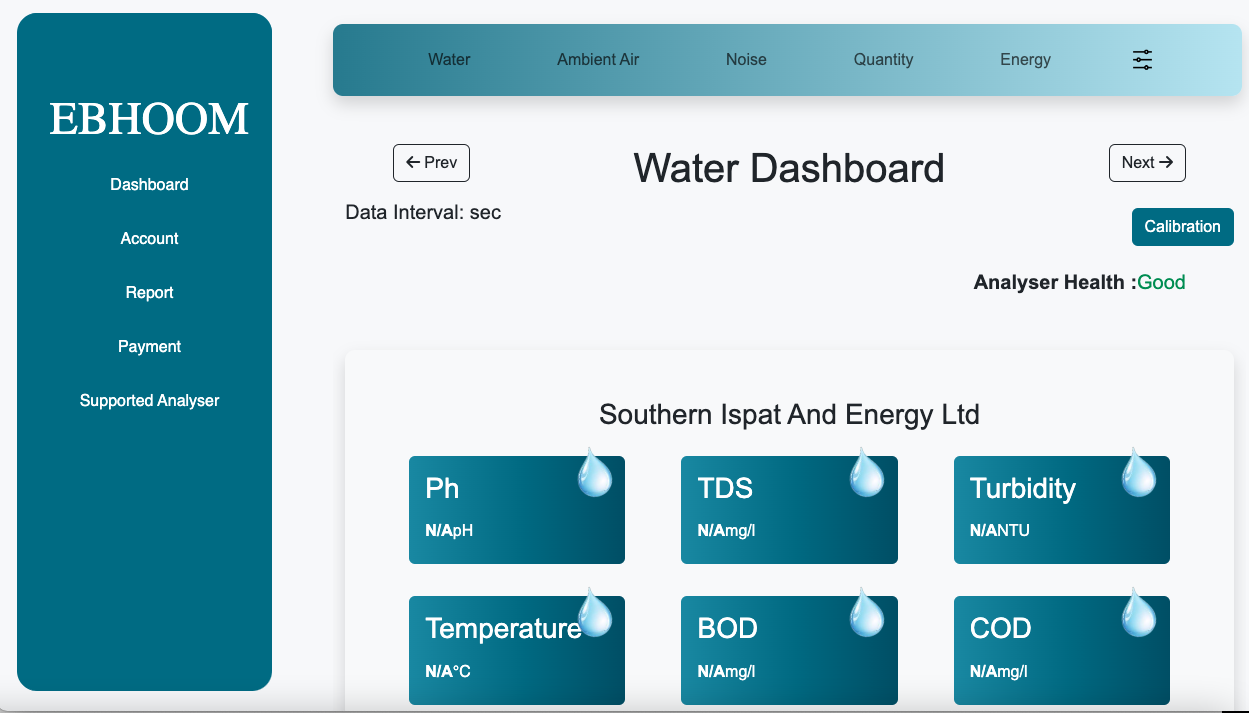 EBHOOM
Dashboard
Account
Report
Payment
Supported Analyser
Water Ambient Air Noise Quantity Energy
← Prev Water Dashboard Next →
Data Interval: sec
Calibration
Analyser Health :Good
Southern Ispat And Energy Ltd
Ph TDS Turbidity
N/ApH N/Amg/l N/ANTU
Temperature BOD COD
N/A°C N/Amg/l N/Amg/l